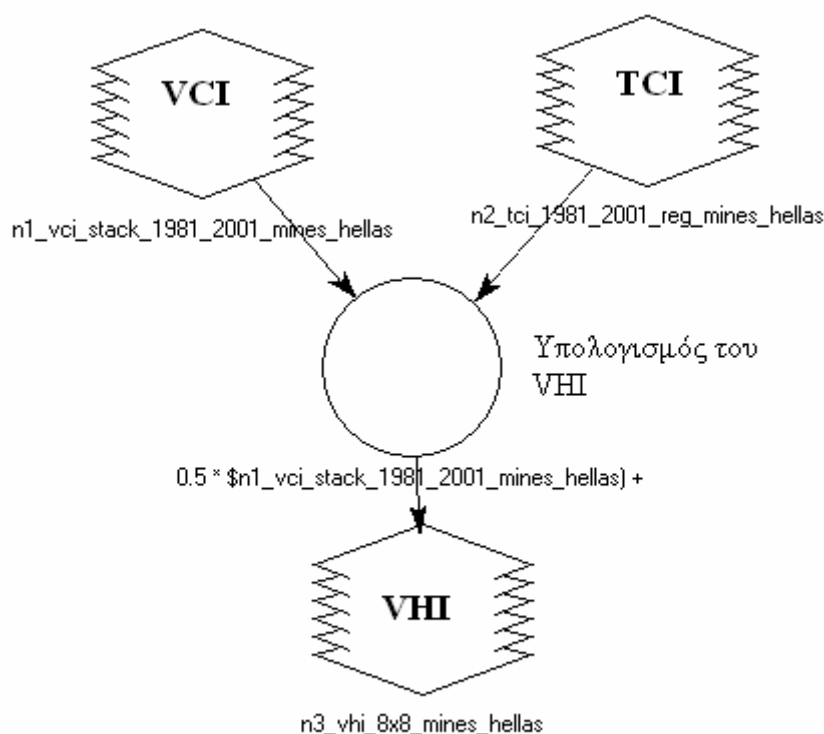 VCI
TCI
n1_vci_stack_1981_2001_mines_hellas
n2_tci_1981_2001_reg_mines_hellas
Υπολογισμός του
VHI
0.5 * $n1_vci_stack_1981_2001_mines_hellas) +
VHI
n3_vhi_8x8_mines_hellas